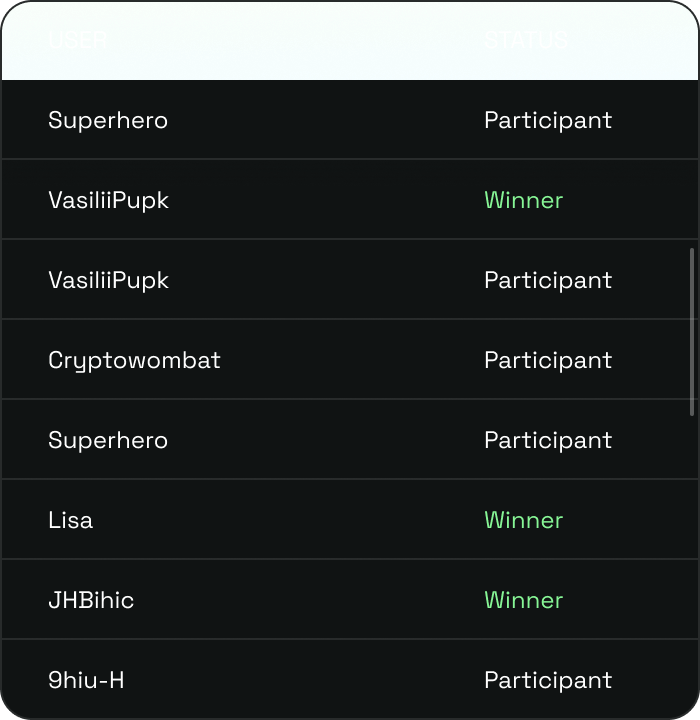 USER STATUS
Superhero Participant
VasiliiPupk Winner
VasiliiPupk Participant
Cryptowombat Participant
Superhero Participant
Lisa Winner
JHBihic Winner
9hiu-H Participant